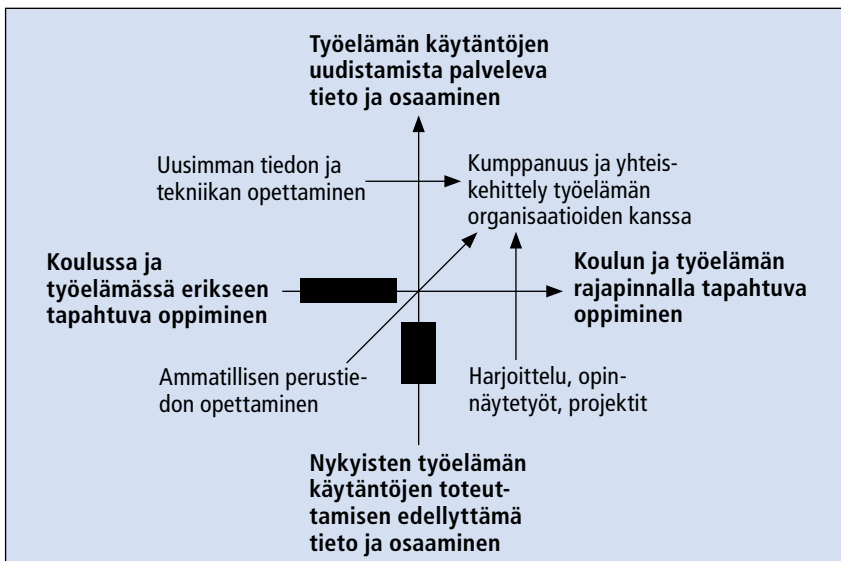 Työelämän käytäntöjen
uudistamista palveleva
tieto ja osaaminen
Uusimman tiedon ja
tekniikan opettaminen
Kumppanuus ja yhteis-
kehittely työelämän
organisaatioiden kanssa
Koulussa ja
työelämässä erikseen
tapahtuva oppiminen
Koulun ja työelämän
rajapinnalla tapahtuva
oppiminen
Ammatillisen perustie-
don opettaminen
Harjoittelu, opin-
näytetyöt, projektit
Nykyisten työelämän
käytäntöjen toteut-
tamisen edellyttämä
tieto ja osaaminen